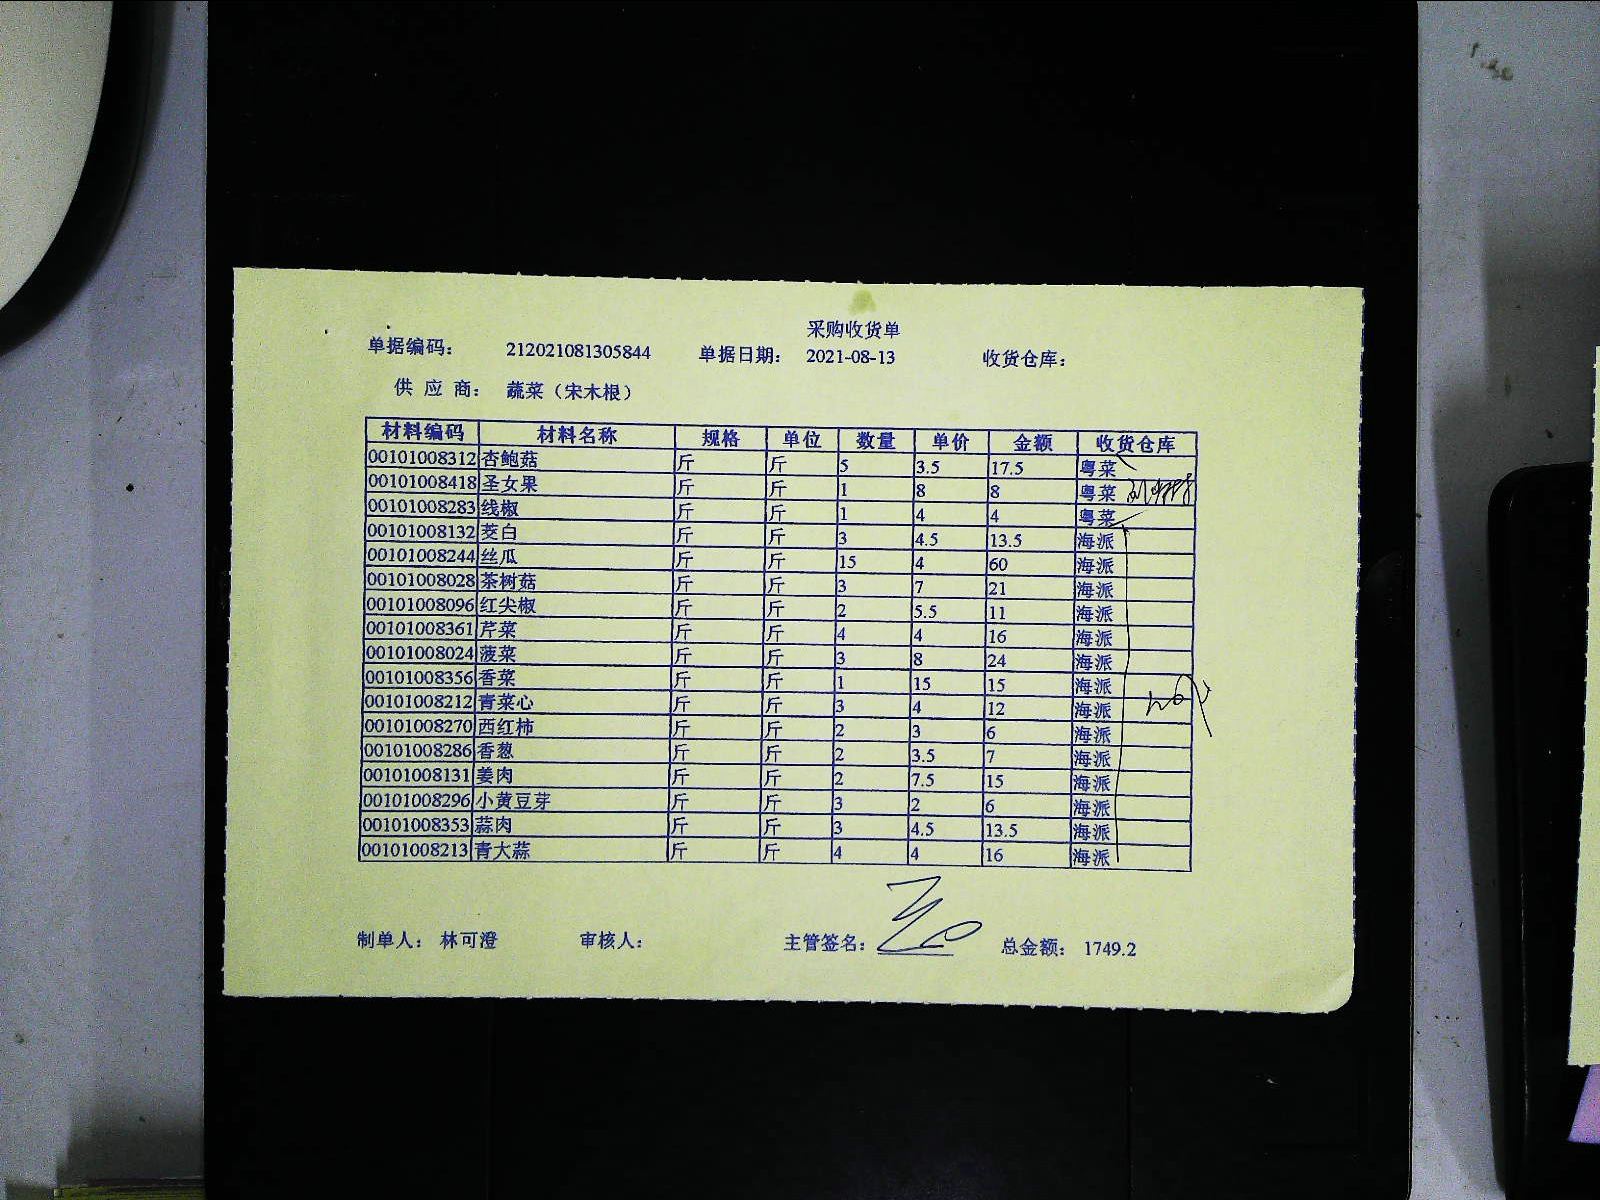 采购收货单
单据编码： 212021081305844 单据日期： 2021-08-13 收货仓库：
供 应 商： 蔬菜（宋木根）
材料编码 材料名称 规格 单位 数量 单价 金额 收货仓库
00101008312 杏鲍菇 斤 斤 5 3.5 17.5 粤菜
00101008418 圣女果 斤 斤 1 8 8 粤菜
00101008283 线椒 斤 斤 1 4 4 粤菜
00101008132 茭白 斤 斤 3 4.5 13.5 海派
00101008244 丝瓜 斤 斤 15 4 60 海派
00101008028 茶树菇 斤 斤 3 7 21 海派
00101008096 红尖椒 斤 斤 2 5.5 11 海派
00101008361 芹菜 斤 斤 4 4 16 海派
00101008024 菠菜 斤 斤 3 8 24 海派
00101008356 香菜 斤 斤 1 15 15 海派
00101008212 青菜心 斤 斤 3 4 12 海派
00101008270 西红柿 斤 斤 2 3 6 海派
00101008286 香葱 斤 斤 2 3.5 7 海派
00101008131 姜肉 斤 斤 2 7.5 15 海派
00101008296 小黄豆芽 斤 斤 3 2 6 海派
00101008353 蒜肉 斤 斤 3 4.5 13.5 海派
00101008213 青大蒜 斤 斤 4 4 16 海派
制单人： 林可澄 审核人： 主管签名： 总金额： 1749.2